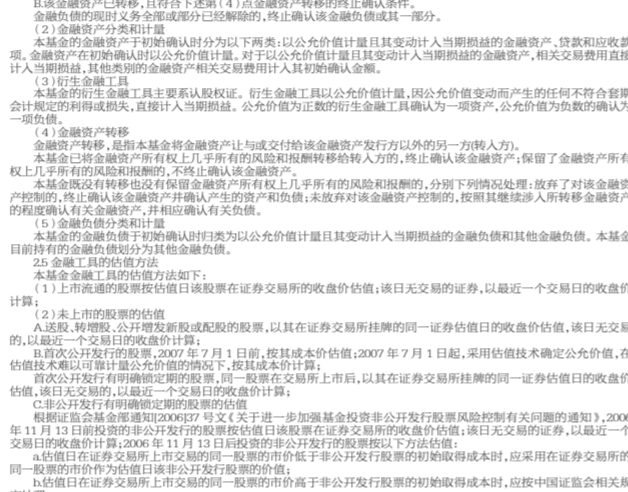 B.该金融资产已转移,且符合下述第(4)点金融资产转移的终止确认条件。
金融负债的现时义务全部或部分已经解除的,终止确认该金融负债或其一部分。
(2)金融资产分类和计量
本基金的金融资产于初始确认时分为以下两类:以公允价值计量且其变动计入当期损益的金融资产、贷款和应收款
项。金融资产在初始确认时以公允价值计量。对于以公允价值计量且其变动计入当期损益的金融资产,相关交易费用直接
计入当期损益,其他类别的金融资产相关交易费用计入其初始确认金额。
(3)衍生金融工具
本基金的衍生金融工具主要系认股权证。衍生金融工具以公允价值计量,因公允价值变动而产生的任何不符合套期
会计规定的利得或损失,直接计入当期损益。公允价值为正数的衍生金融工具确认为一项资产,公允价值为负数的确认为
一项负债。
(4)金融资产转移
金融资产转移,是指本基金将金融资产让与或交付给该金融资产发行方以外的另一方(转入方)。
本基金已将金融资产所有权上几乎所有的风险和报酬转移给转入方的,终止确认该金融资产;保留了金融资产所有
权上几乎所有的风险和报酬的,不终止确认该金融资产。
本基金既没有转移也没有保留金融资产所有权上几乎所有的风险和报酬的,分别下列情况处理:放弃了对该金融资
产控制的,终止确认该金融资产并确认产生的资产和负债;未放弃对该金融资产控制的,按照其继续涉入所转移金融资产
的程度确认有关金融资产,并相应确认有关负债。
(5)金融负债分类和计量
本基金的金融负债于初始确认时归类为以公允价值计量且其变动计入当期损益的金融负债和其他金融负债。本基金
目前持有的金融负债划分为其他金融负债。
2.5 金融工具的估值方法
本基金金融工具的估值方法如下:
(1)上市流通的股票按估值日该股票在证券交易所的收盘价估值;该日无交易的证券,以最近一个交易日的收盘价
计算;
(2)未上市的股票的估值
A.送股、转增股、公开增发新股或配股的股票,以其在证券交易所挂牌的同一证券估值日的收盘价估值,该日无交易
的,以最近一个交易日的收盘价计算;
B.首次公开发行的股票,2007 年 7 月 1 日前,按其成本价估值;2007 年 7 月 1 日起,采用估值技术确定公允价值,在
估值技术难以可靠计量公允价值的情况下,按其成本价计算;
首次公开发行有明确锁定期的股票,同一股票在交易所上市后,以其在证券交易所挂牌的同一证券估值日的收盘价
估值,该日无交易的,以最近一个交易日的收盘价计算;
C.非公开发行有明确锁定期的股票的估值
根据证监会基金部通知[2006]37 号文《关于进一步加强基金投资非公开发行股票风险控制有关问题的通知》,2006
年 11 月 13 日前投资的非公开发行的股票按估值日该股票在证券交易所的收盘价估值;该日无交易的证券,以最近一个
交易日的收盘价计算;2006 年 11 月 13 日后投资的非公开发行的股票按以下方法估值:
a.估值日在证券交易所上市交易的同一股票的市价低于非公开发行股票的初始取得成本时,应采用在证券交易所的
同一股票的市价作为估值日该非公开发行股票的价值;
b.估值日在证券交易所上市交易的同一股票的市价高于非公开发行股票的初始取得成本时,应按中国证监会相关规